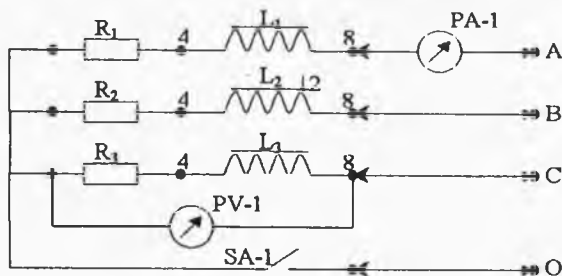 R₁ 4 L₁ 8 PA-1 A
R₂ 4 L₂ 12 8 B
R₃ 4 L₃ 8 C
PV-1
SA-1 O